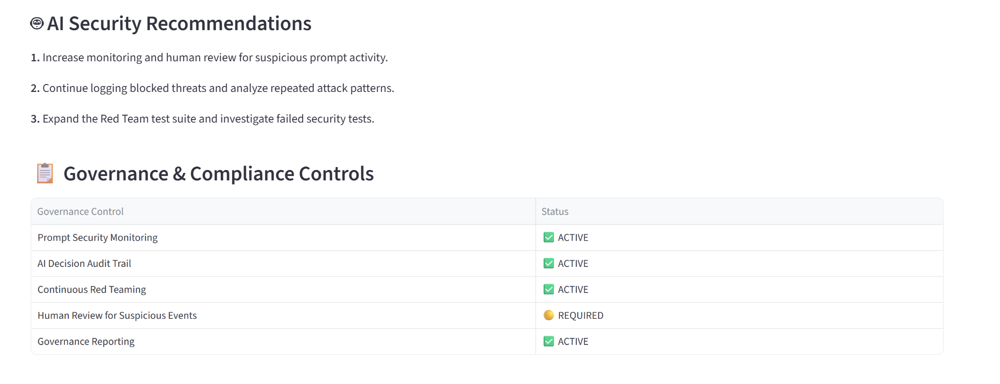 AI Security Recommendations
1. Increase monitoring and human review for suspicious prompt activity.
2. Continue logging blocked threats and analyze repeated attack patterns.
3. Expand the Red Team test suite and investigate failed security tests.
Governance & Compliance Controls
Governance Control Status
Prompt Security Monitoring ✅ ACTIVE
AI Decision Audit Trail ✅ ACTIVE
Continuous Red Teaming ✅ ACTIVE
Human Review for Suspicious Events 🟡 REQUIRED
Governance Reporting ✅ ACTIVE